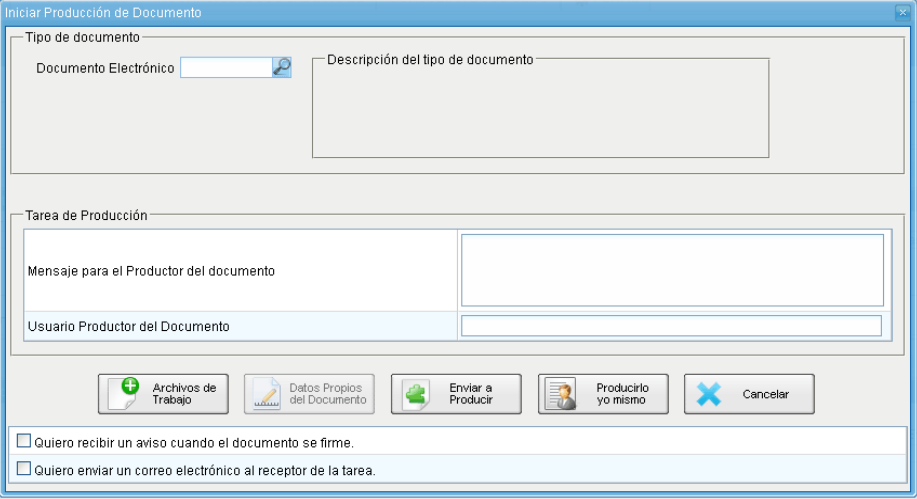 Iniciar Producción de Documento
Tipo de documento
Documento Electrónico
Descripción del tipo de documento
Tarea de Producción
Mensaje para el Productor del documento
Usuario Productor del Documento
Archivos de
Trabajo
Datos Propios
del Documento
Enviar a
Producir
Producirlo
yo mismo
Cancelar
Quiero recibir un aviso cuando el documento se firme.
Quiero enviar un correo electrónico al receptor de la tarea.